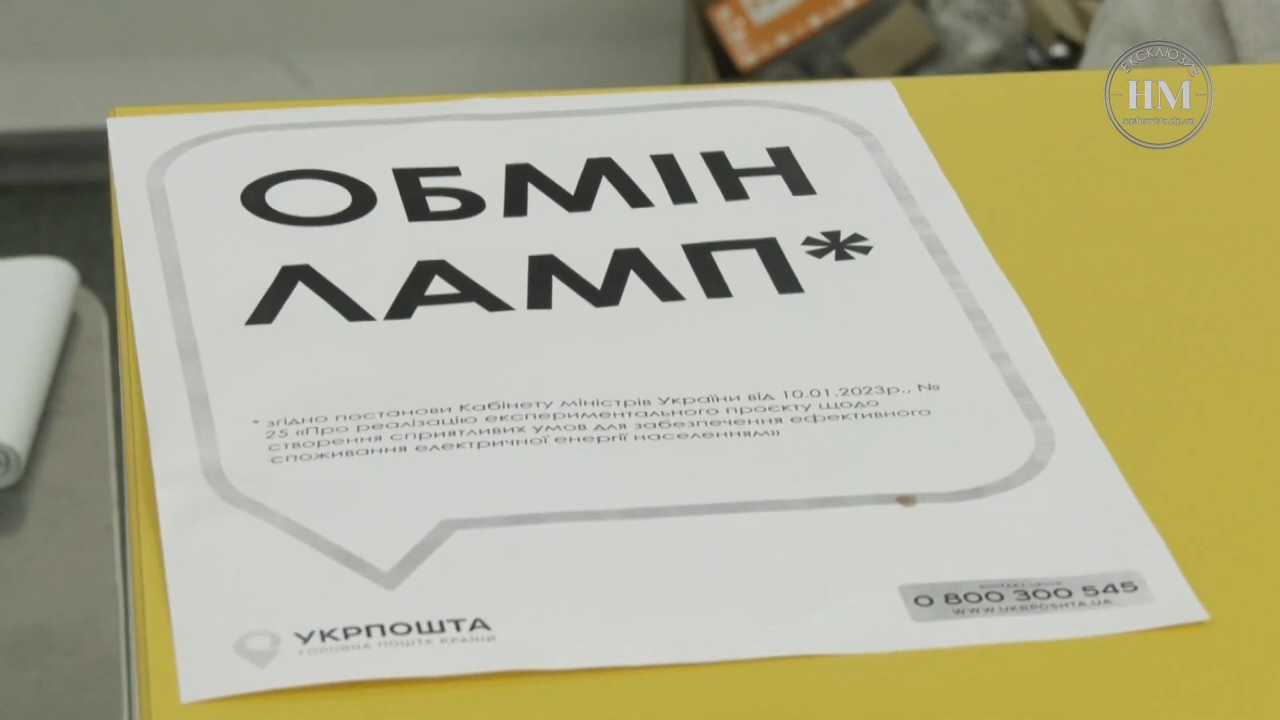 ЕКСКЛЮЗИВ
НМ
ОБМІН
ЛАМП*
* згідно постанови Кабінету міністрів України від 10.01.2023р., №
25 «Про реалізацію експериментального проєкту щодо
створення сприятливих умов для забезпечення ефективного
споживання електричної енергії населенням»
УКРПОШТА
ГОЛОВНА ПОШТА КРАЇНИ
0 800 300 545
WWW.UKRPOSHTA.UA